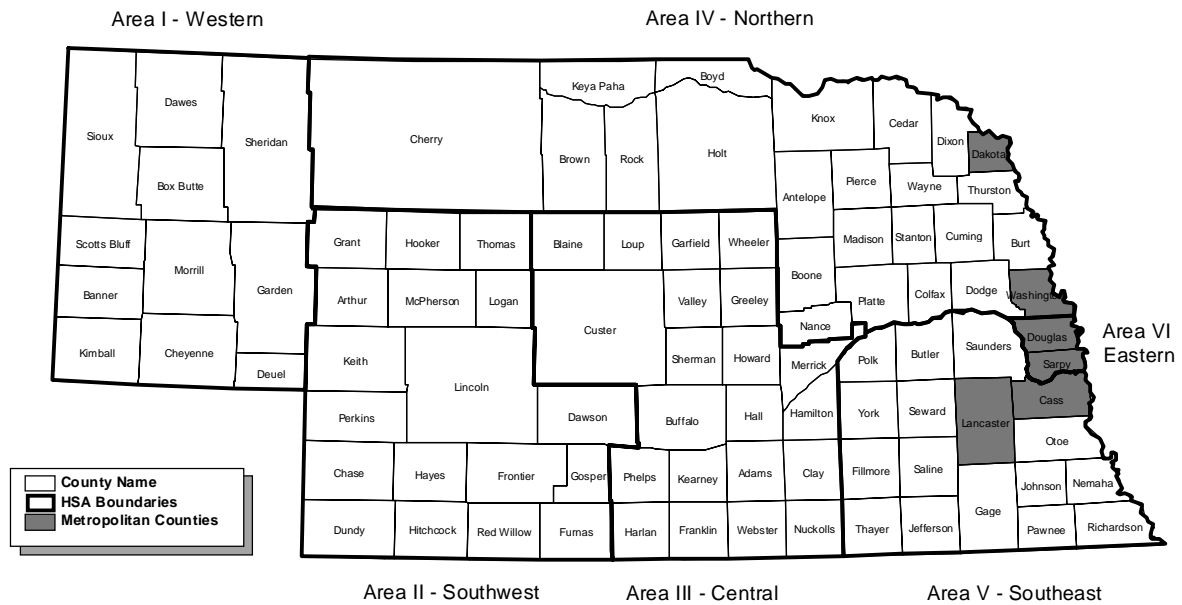 Area I - Western
Area IV - Northern
Sioux
Dawes
Sheridan
Box Butte
Scotts Bluff
Morrill
Garden
Banner
Kimball
Cheyenne
Deuel
Cherry
Keya Paha
Boyd
Brown
Rock
Holt
Knox
Cedar
Dixon
Dakota
Antelope
Pierce
Wayne
Thurston
Madison
Stanton
Cuming
Burt
Boone
Platte
Colfax
Dodge
Washington
Nance
Grant
Hooker
Thomas
Arthur
McPherson
Logan
Keith
Lincoln
Perkins
Dawson
Chase
Hayes
Frontier
Gosper
Dundy
Hitchcock
Red Willow
Furnas
Blaine
Loup
Garfield
Wheeler
Custer
Valley
Greeley
Sherman
Howard
Merrick
Buffalo
Hall
Hamilton
Phelps
Kearney
Adams
Clay
Harlan
Franklin
Webster
Nuckolls
Polk
Butler
Saunders
Douglas
Sarpy
Area VI
Eastern
York
Seward
Lancaster
Cass
Otoe
Fillmore
Saline
Gage
Johnson
Nemaha
Thayer
Jefferson
Pawnee
Richardson
County Name
HSA Boundaries
Metropolitan Counties
Area II - Southwest
Area III - Central
Area V - Southeast